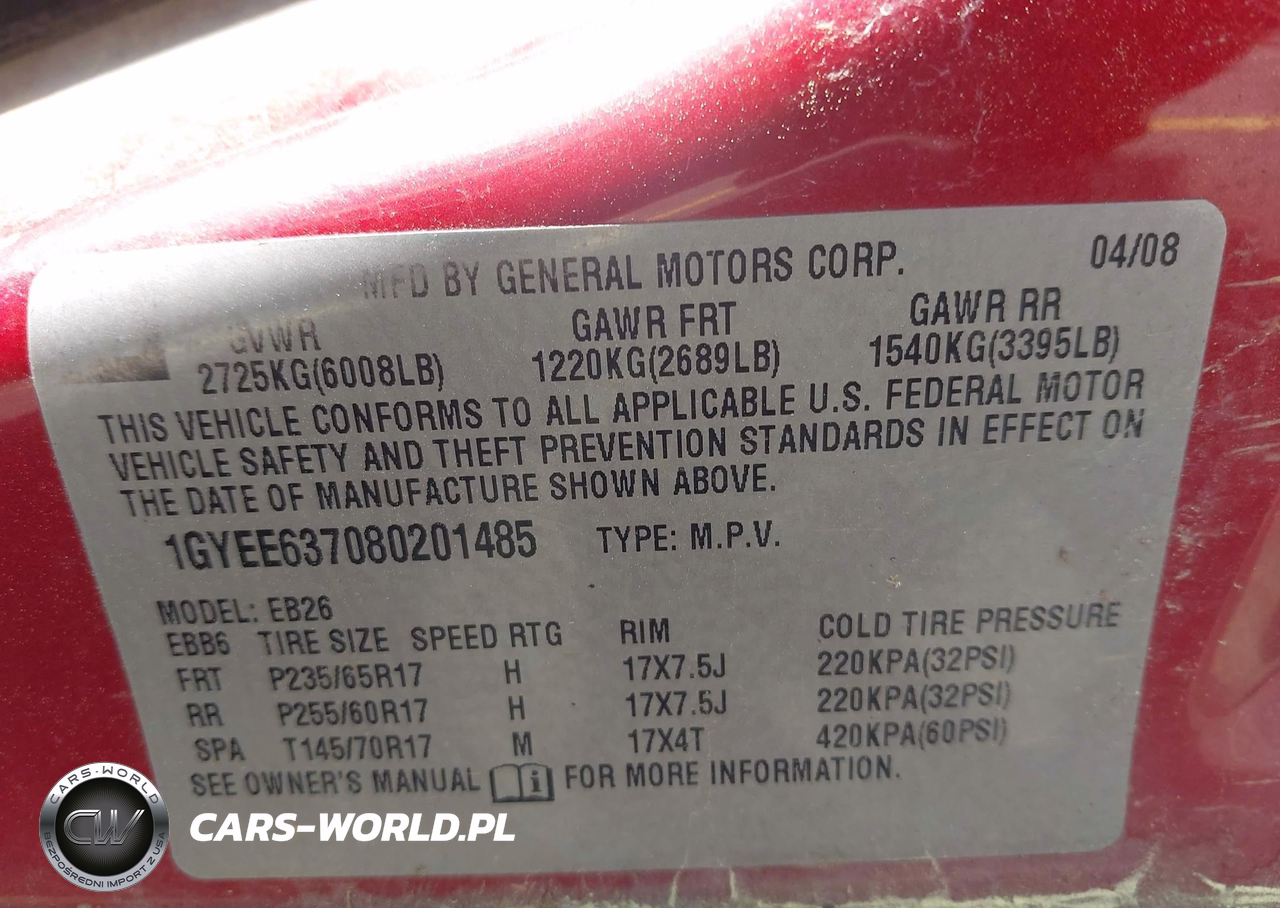 MFD BY GENERAL MOTORS CORP. 04/08
GVWR GAWR FRT GAWR RR
2725KG(6008LB) 1220KG(2689LB) 1540KG(3395LB)
THIS VEHICLE CONFORMS TO ALL APPLICABLE U.S. FEDERAL MOTOR
VEHICLE SAFETY AND THEFT PREVENTION STANDARDS IN EFFECT ON
THE DATE OF MANUFACTURE SHOWN ABOVE.
1GYEE637080201485 TYPE: M.P.V.
MODEL: EB26
EBB6 TIRE SIZE SPEED RTG RIM COLD TIRE PRESSURE
FRT P235/65R17 H 17X7.5J 220KPA(32PSI)
RR P255/60R17 H 17X7.5J 220KPA(32PSI)
SPA T145/70R17 M 17X4T 420KPA(60PSI)
SEE OWNER'S MANUAL i FOR MORE INFORMATION.
CARS-WORLD
CW
BEZPOŚREDNI IMPORT Z USA
CARS-WORLD.PL